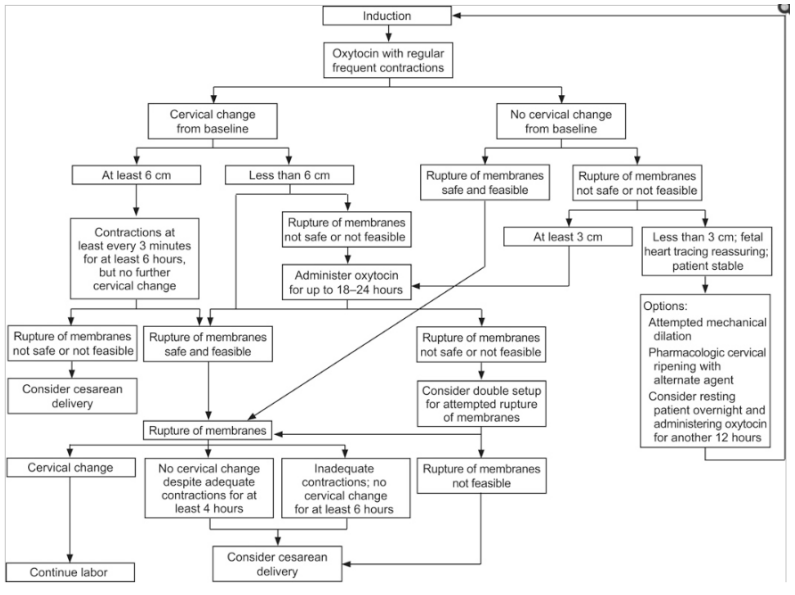 Induction
Oxytocin with regular
frequent contractions
Cervical change
from baseline
No cervical change
from baseline
At least 6 cm
Less than 6 cm
Rupture of membranes
safe and feasible
Rupture of membranes
not safe or not feasible
Contractions at
least every 3 minutes
for at least 6 hours,
but no further
cervical change
Rupture of membranes
not safe or not feasible
At least 3 cm
Less than 3 cm; fetal
heart tracing reassuring;
patient stable
Administer oxytocin
for up to 18–24 hours
Options:
Attempted mechanical
dilation
Pharmacologic cervical
ripening with
alternate agent
Consider resting
patient overnight and
administering oxytocin
for another 12 hours
Rupture of membranes
not safe or not feasible
Rupture of membranes
safe and feasible
Rupture of membranes
not safe or not feasible
Consider cesarean
delivery
Consider double setup
for attempted rupture
of membranes
Rupture of membranes
Cervical change
No cervical change
despite adequate
contractions for at
least 4 hours
Inadequate
contractions; no
cervical change
for at least 6 hours
Rupture of membranes
not feasible
Continue labor
Consider cesarean
delivery